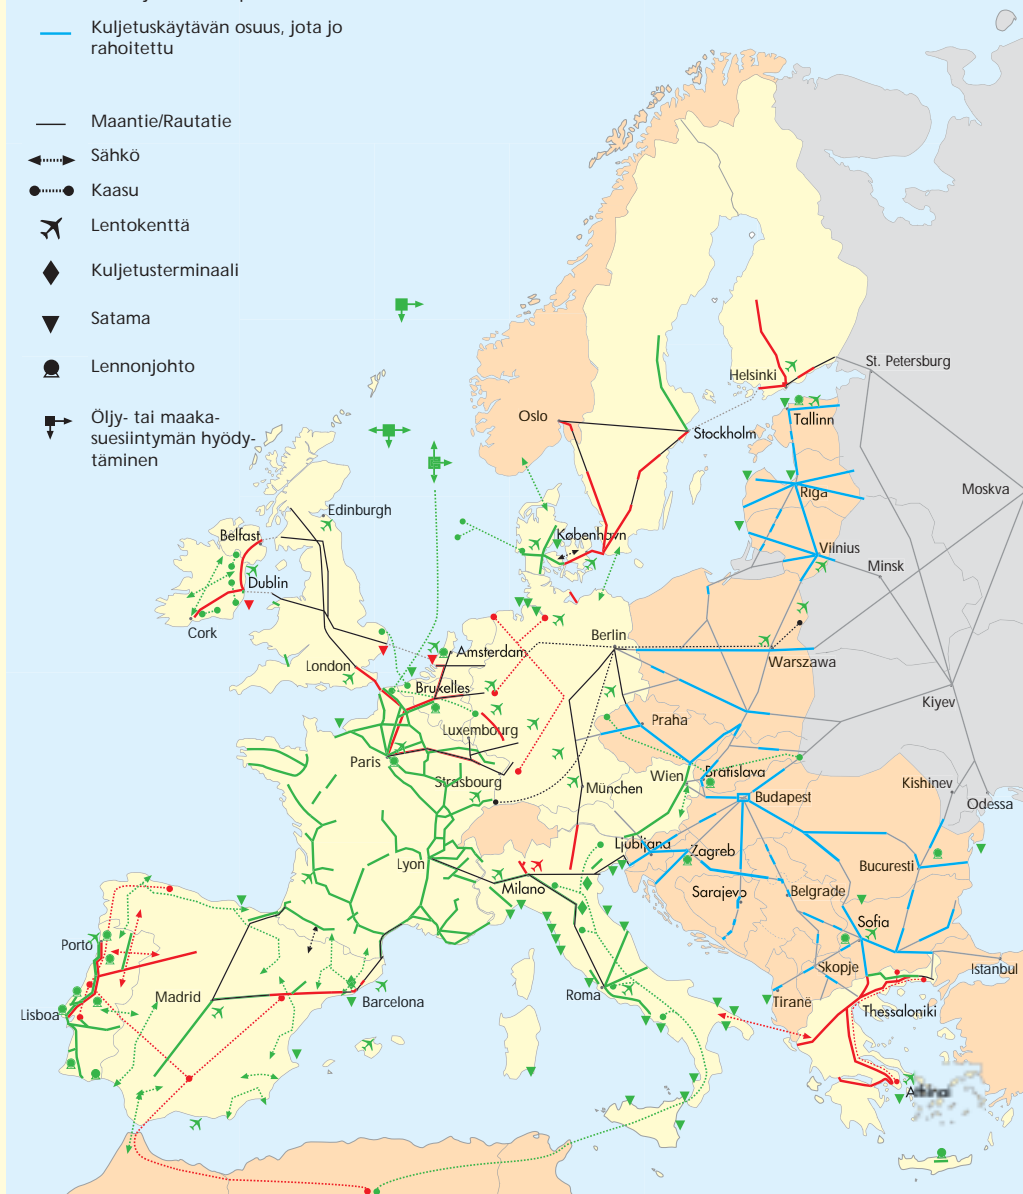 Kuljetuskäytävän osuus, jota jo
rahoitettu
Maantie/Rautatie
Sähkö
Kaasu
Lentokenttä
Kuljetusterminaali
Satama
Lennonjohto
Öljy- tai maaka-
suesiintymän hyödy-
täminen
St. Petersburg
Helsinki
Oslo
Tallinn
Stockholm
Moskva
Riga
Edinburgh
Belfast
København
Vilnius
Minsk
Dublin
Cork
Berlin
Amsterdam
Warszawa
London
Bruxelles
Kiyev
Luxembourg
Praha
Paris
Strasbourg
Wien
Bratislava
Kishinev
München
Budapest
Odessa
Ljubljana
Zagreb
Lyon
Bucuresti
Milano
Sarajevo
Belgrade
Sofia
Porto
Skopje
Istanbul
Madrid
Barcelona
Roma
Tiranë
Lisboa
Thessaloniki